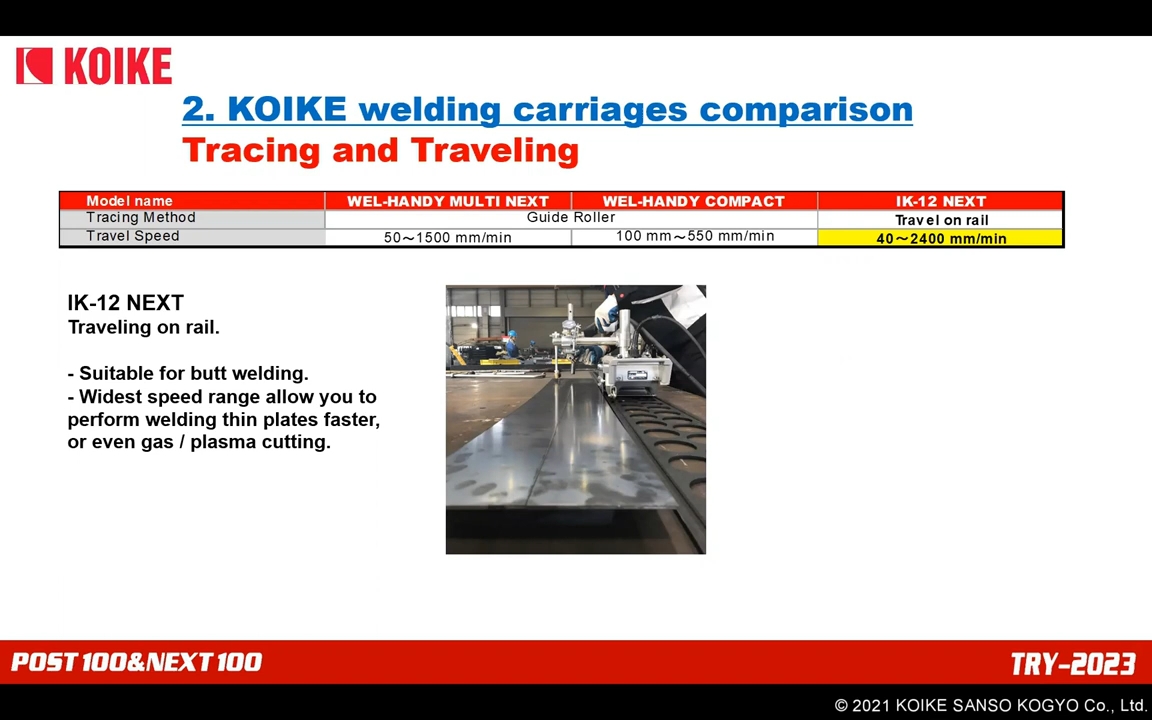 KOIKE
2. KOIKE welding carriages comparison
Tracing and Traveling
Model name WEL-HANDY MULTI NEXT WEL-HANDY COMPACT IK-12 NEXT
Tracing Method Guide Roller Travel on rail
Travel Speed 50～1500 mm/min 100 mm～550 mm/min 40～2400 mm/min
IK-12 NEXT
Traveling on rail.
- Suitable for butt welding.
- Widest speed range allow you to
perform welding thin plates faster,
or even gas / plasma cutting.
POST 100&NEXT 100
TRY-2023
© 2021 KOIKE SANSO KOGYO Co., Ltd.